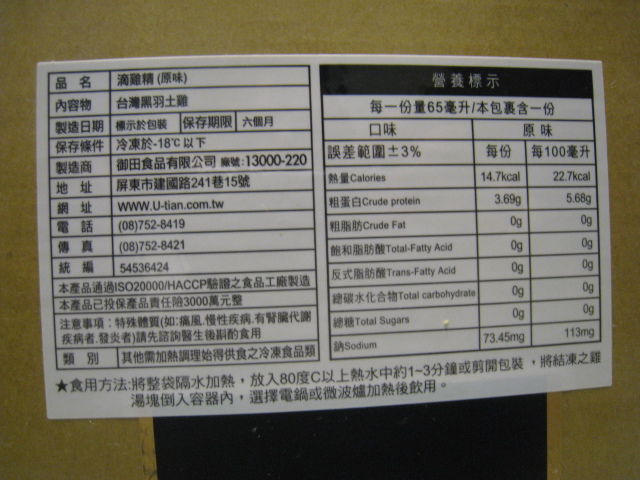 品名 滴雞精 (原味)
內容物 台灣黑羽土雞
製造日期 標示於包裝 保存期限 六個月
保存條件 冷凍於-18℃以下
製造商 御田食品有限公司 廠號:13000-220
地址 屏東市建國路241巷15號
網址 WWW.U-tian.com.tw
電話 (08)752-8419
傳真 (08)752-8421
統編 54536424
本產品通過ISO20000/HACCP驗證之食品工廠製造
本產品已投保產品責任險3000萬元整
注意事項：特殊體質(如:痛風.慢性疾病.有腎臟代謝
疾病者.發炎者)請先諮詢醫生後斟酌食用
類別 其他需加熱調理始得供食之冷凍食品類
營養標示
每一份量65毫升/本包裹含一份
口味 原味
誤差範圍±3% 每份 每100毫升
熱量Calories 14.7kcal 22.7kcal
粗蛋白Crude protein 3.69g 5.68g
粗脂肪Crude Fat 0g 0g
飽和脂肪酸Total-Fatty Acid 0g 0g
反式脂肪酸Trans-Fatty Acid 0g 0g
總碳水化合物Total carbohydrate 0g 0g
總糖Total Sugars 0g 0g
鈉Sodium 73.45mg 113mg
★食用方法:將整袋隔水加熱，放入80度C以上熱水中約1~3分鐘或剪開包裝，將結凍之雞
湯塊倒入容器內，選擇電鍋或微波爐加熱後飲用。